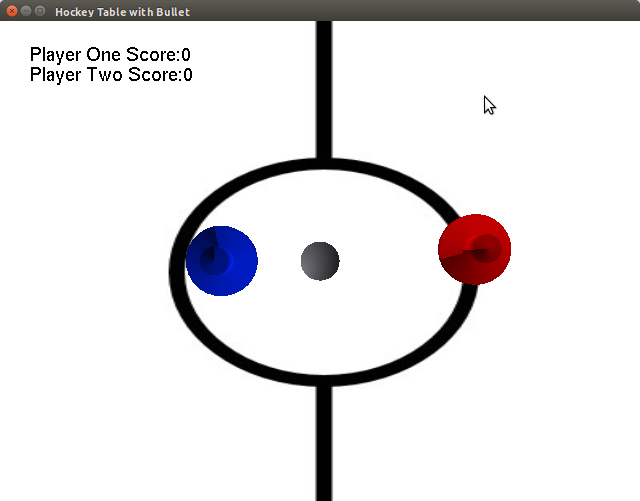 Hockey Table with Bullet
Player One Score:0
Player Two Score:0